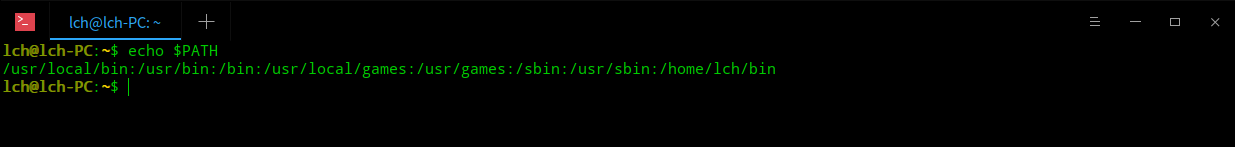 lch@lch-PC: ~
lch@lch-PC:~$ echo $PATH
/usr/local/bin:/usr/bin:/bin:/usr/local/games:/usr/games:/sbin:/usr/sbin:/home/lch/bin
lch@lch-PC:~$